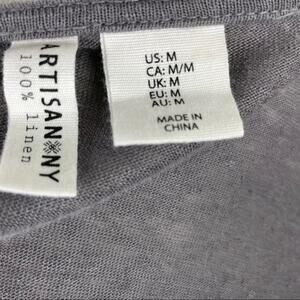 ARTISAN NY
100% linen
US: M
CA: M/M
UK: M
EU: M
AU: M
MADE IN
CHINA